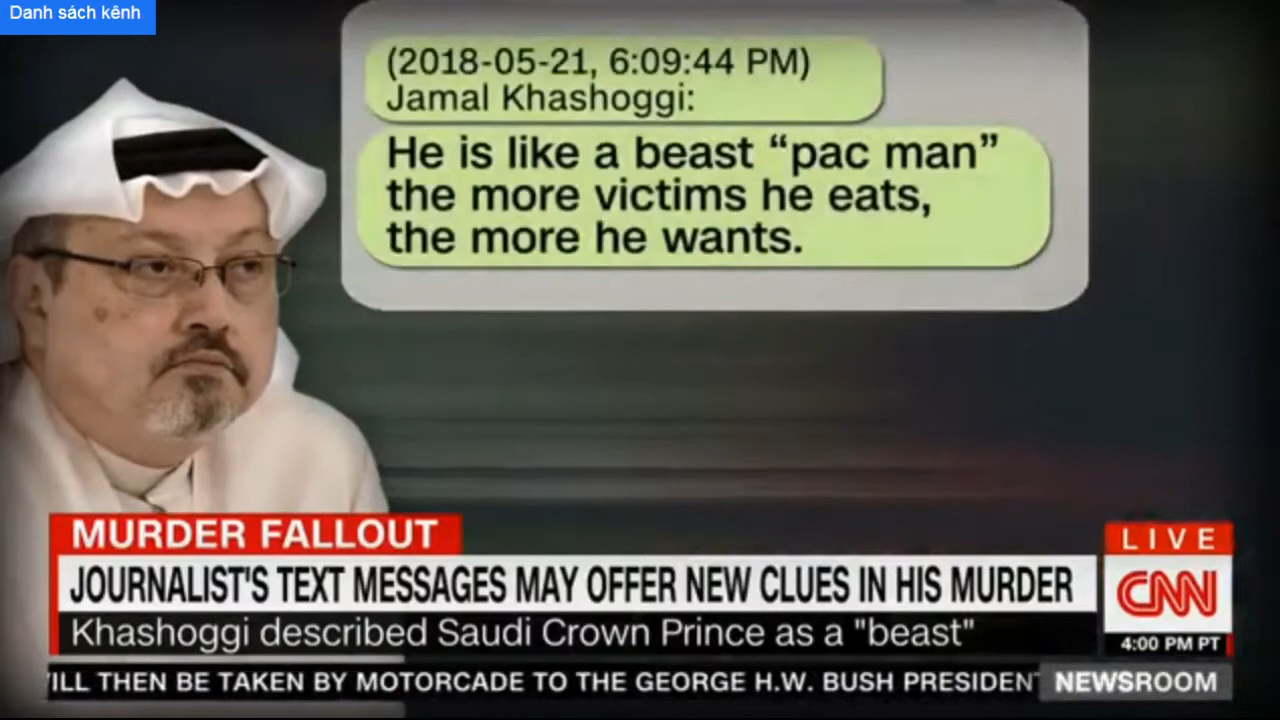 Danh sách kênh
(2018-05-21, 6:09:44 PM)
Jamal Khashoggi:
He is like a beast “pac man”
the more victims he eats,
the more he wants.
MURDER FALLOUT
JOURNALIST'S TEXT MESSAGES MAY OFFER NEW CLUES IN HIS MURDER
Khashoggi described Saudi Crown Prince as a "beast"
LIVE
CNN
4:00 PM PT
ILL THEN BE TAKEN BY MOTORCADE TO THE GEORGE H.W. BUSH PRESIDEN
NEWSROOM